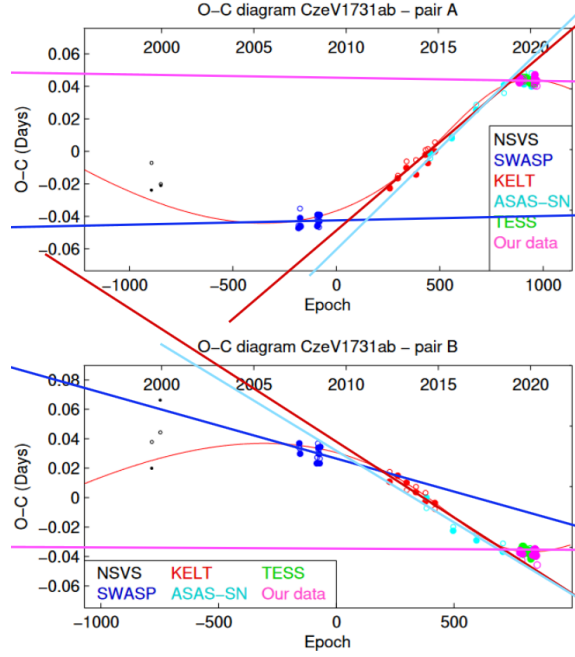 O−C diagram CzeV1731ab − pair A
2000 2005 2010 2015 2020
0.06
0.04
0.02
0
−0.02
−0.04
−0.06
O−C (Days)
NSVS
SWASP
KELT
ASAS−SN
TESS
Our data
−1000 −500 0 500 1000
Epoch
O−C diagram CzeV1731ab − pair B
2000 2005 2010 2015 2020
0.08
0.06
0.04
0.02
0
−0.02
−0.04
−0.06
O−C (Days)
NSVS KELT TESS
SWASP ASAS−SN Our data
−1000 −500 0 500
Epoch